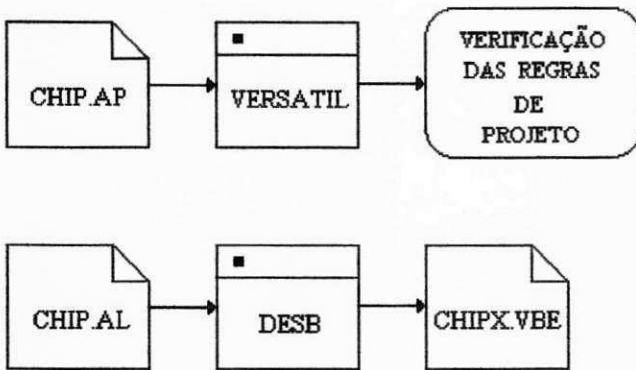 CHIP.AP
VERSATIL
VERIFICAÇÃO
DAS REGRAS
DE
PROJETO
CHIP.AL
DESB
CHIPX.VBE